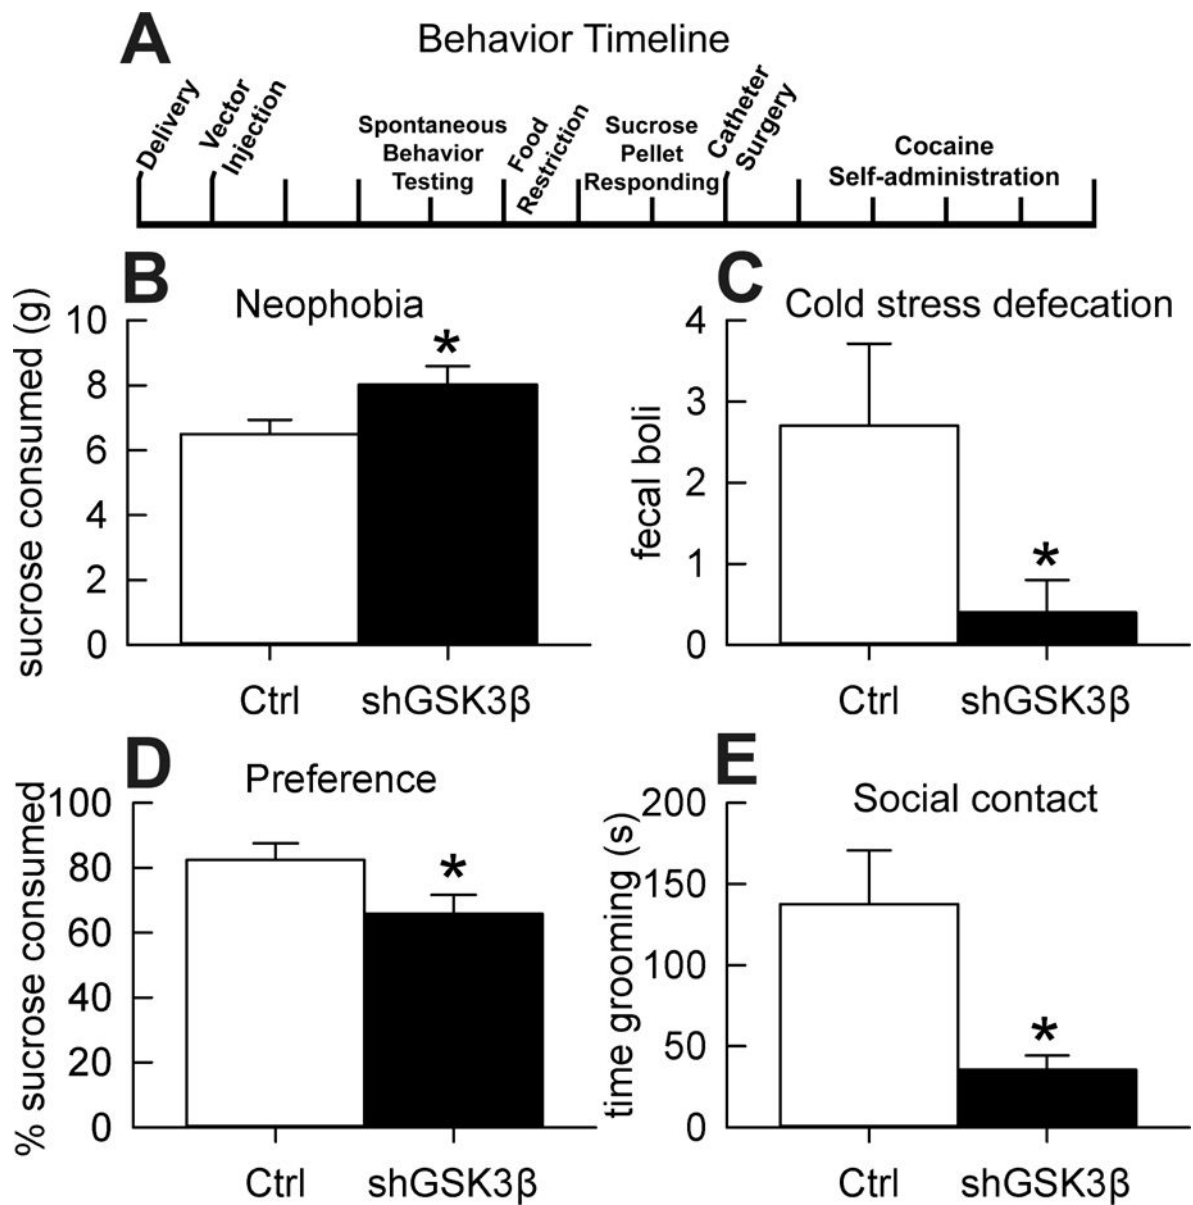 A
Behavior Timeline
Delivery
Vector
Injection
Spontaneous
Behavior
Testing
Food
Restriction
Sucrose
Pellet
Responding
Catheter
Surgery
Cocaine
Self-administration
B
Neophobia
sucrose consumed (g)
10
8
6
4
2
0
*
Ctrl
shGSK3β
C
Cold stress defecation
fecal boli
4
3
2
1
0
*
Ctrl
shGSK3β
D
Preference
% sucrose consumed
100
80
60
40
20
0
*
Ctrl
shGSK3β
E
Social contact
time grooming (s)
200
150
100
50
0
*
Ctrl
shGSK3β